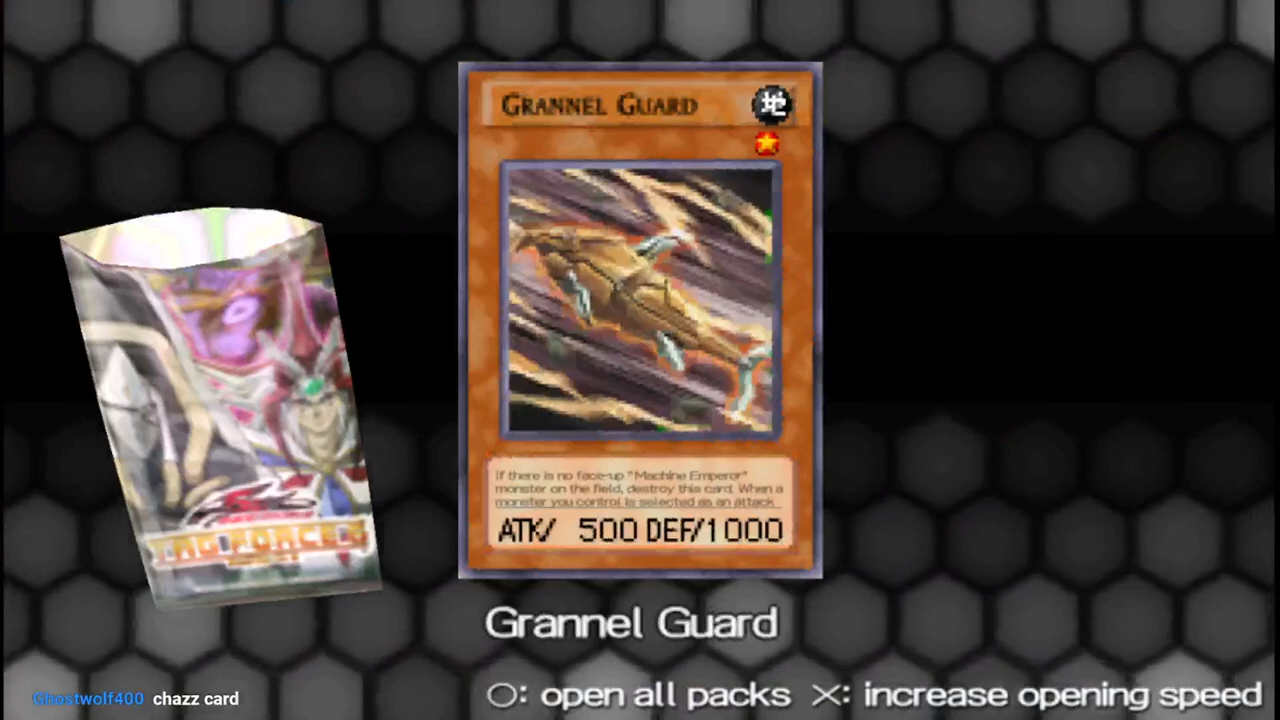 GRANNEL GUARD
地
If there is no face-up "Machine Emperor"
monster on the field, destroy this card. When a
monster you control is selected as an attack
ATK/ 500 DEF/1000
TAG FORCE
Grannel Guard
○: open all packs ✕: increase opening speed
Ghostwolf400 chazz card